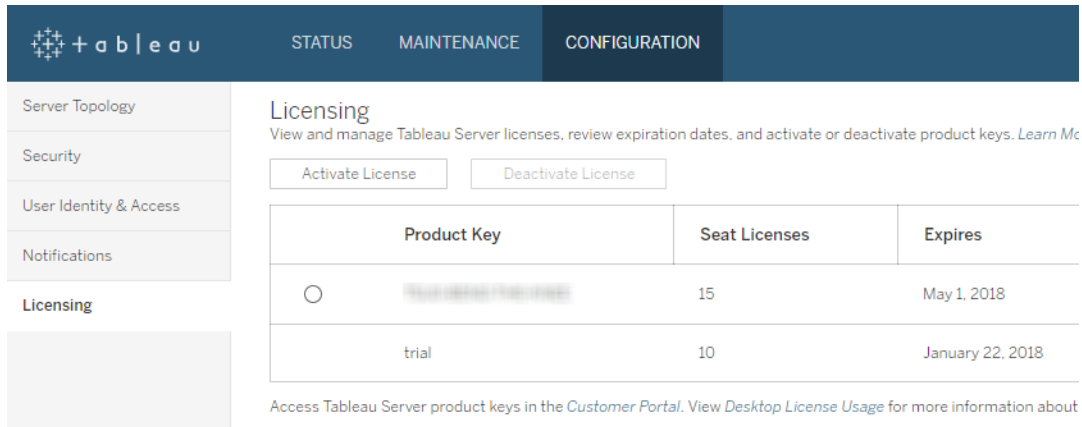 + a b | e a u STATUS MAINTENANCE CONFIGURATION
Server Topology
Security
User Identity & Access
Notifications
Licensing
Licensing
View and manage Tableau Server licenses, review expiration dates, and activate or deactivate product keys. Learn Mo
Activate License Deactivate License
Product Key Seat Licenses Expires
15 May 1, 2018
trial 10 January 22, 2018
Access Tableau Server product keys in the Customer Portal. View Desktop License Usage for more information about